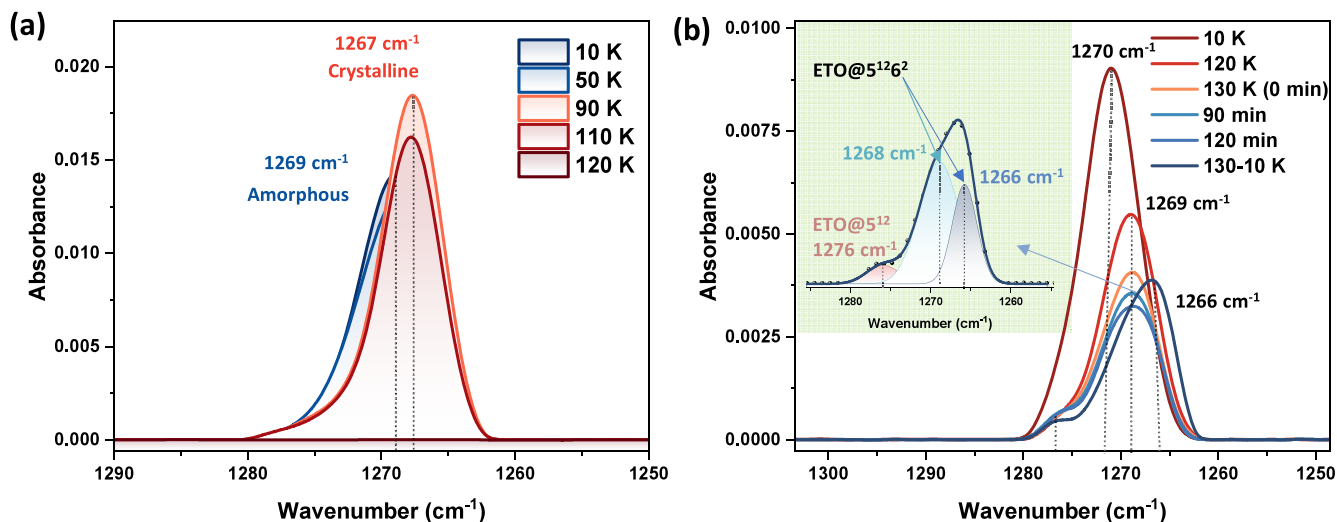 (a)
1267 cm⁻¹
Crystalline
1269 cm⁻¹
Amorphous
10 K
50 K
90 K
110 K
120 K
0.020
0.015
0.010
0.005
0.000
Absorbance
1290
1280
1270
1260
1250
Wavenumber (cm⁻¹)
(b)
1270 cm⁻¹
10 K
120 K
130 K (0 min)
90 min
120 min
130-10 K
1269 cm⁻¹
1266 cm⁻¹
ETO@5¹²6²
1268 cm⁻¹
1266 cm⁻¹
ETO@5¹²
1276 cm⁻¹
1280
1270
1260
Wavenumber (cm⁻¹)
0.0100
0.0075
0.0050
0.0025
0.0000
Absorbance
1300
1290
1280
1270
1260
1250
Wavenumber (cm⁻¹)